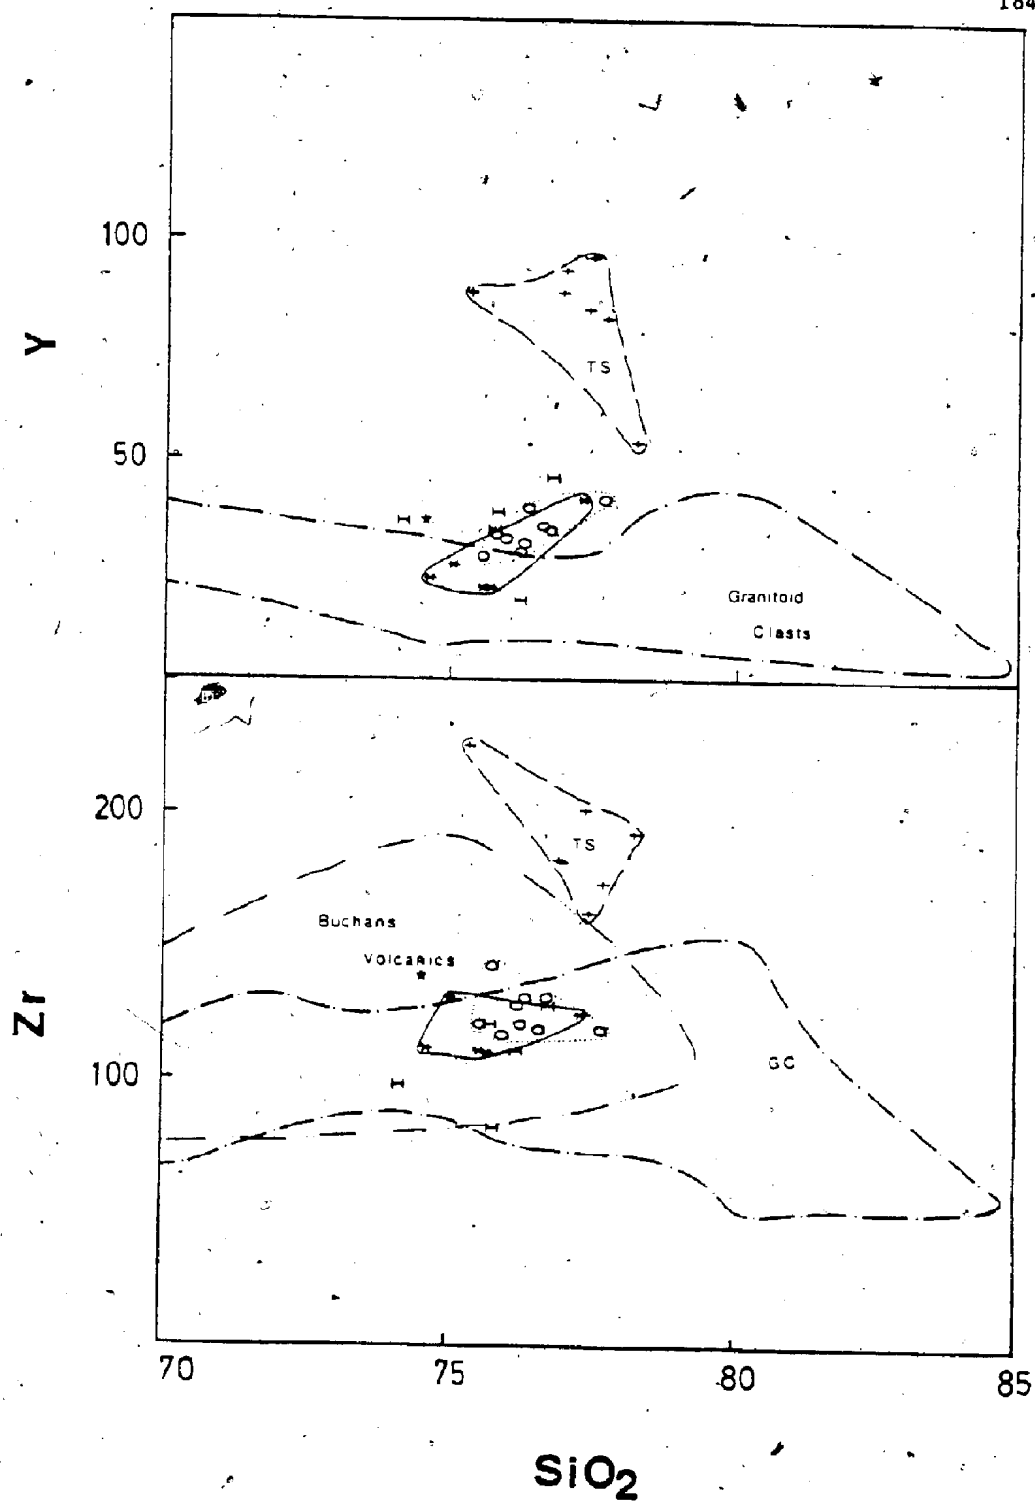 184
100
Y
50
TS
Granitoid
Clasts
200
TS
Buchans
Volcanics
Zr
100
GC
70 75 80 85
SiO2